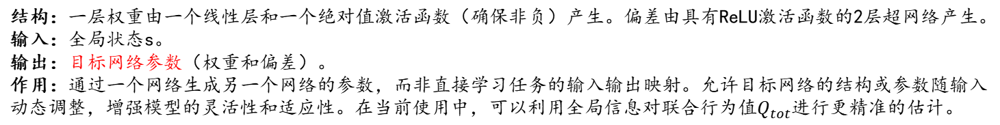 结构：一层权重由一个线性层和一个绝对值激活函数（确保非负）产生。偏差由具有ReLU激活函数的2层超网络产生。
输入：全局状态s。
输出：目标网络参数（权重和偏差）。
作用：通过一个网络生成另一个网络的参数，而非直接学习任务的输入输出映射。允许目标网络的结构或参数随输入
动态调整，增强模型的灵活性和适应性。在当前使用中，可以利用全局信息对联合行为值Q_{tot}进行更精准的估计。